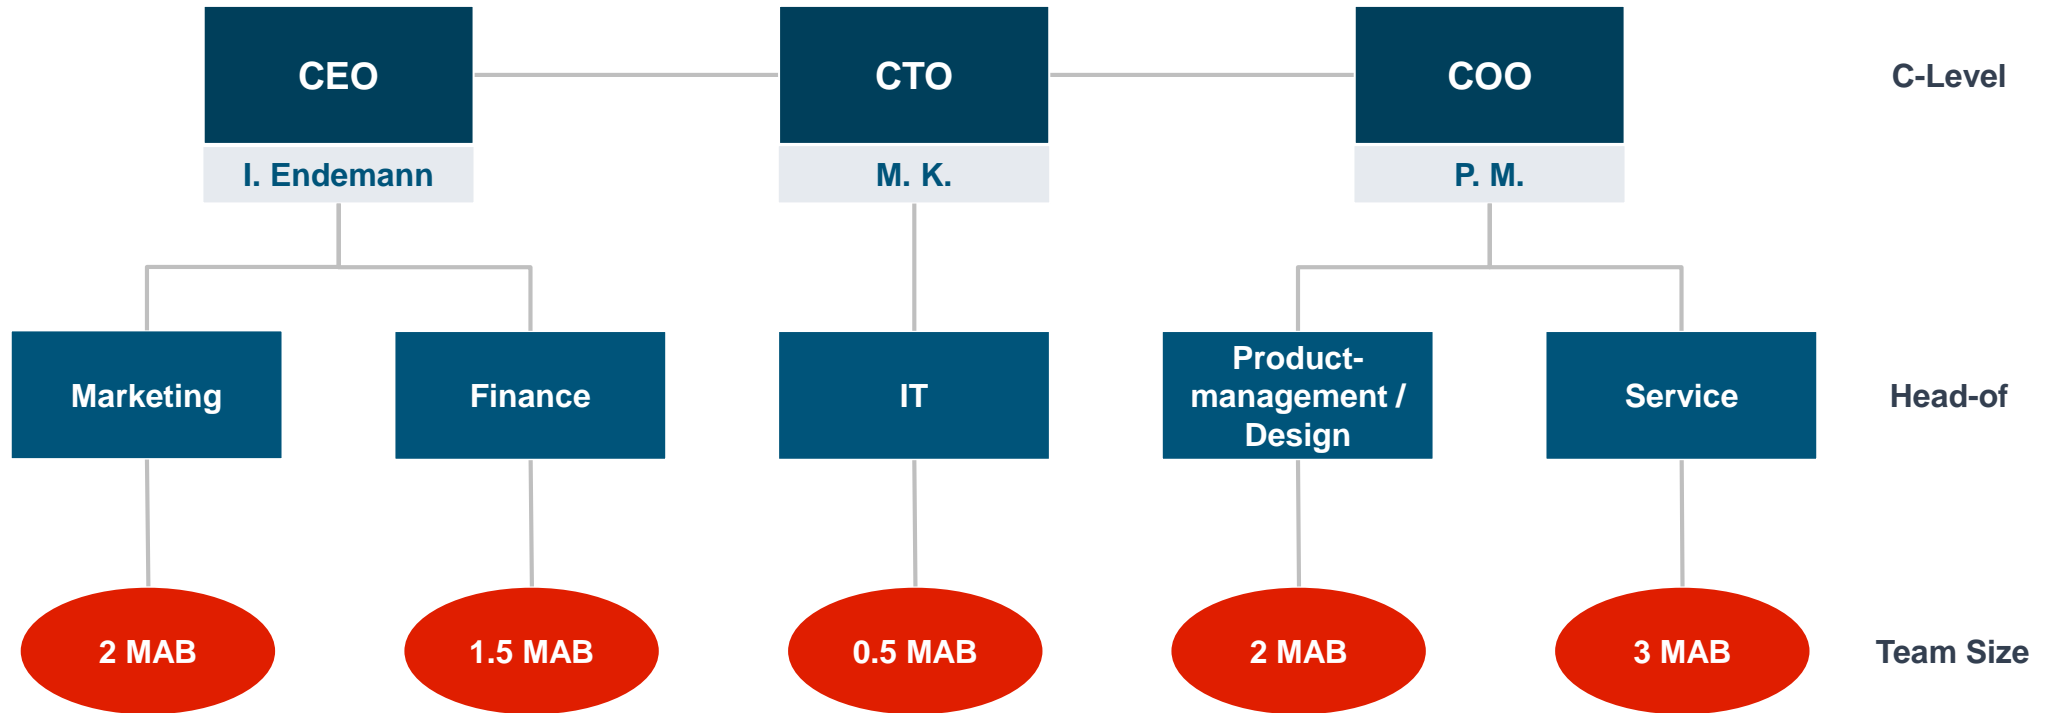 CEO
CTO
COO
C-Level
I. Endemann
M. K.
P. M.
Marketing
Finance
IT
Product-
management /
Design
Service
Head-of
2 MAB
1.5 MAB
0.5 MAB
2 MAB
3 MAB
Team Size